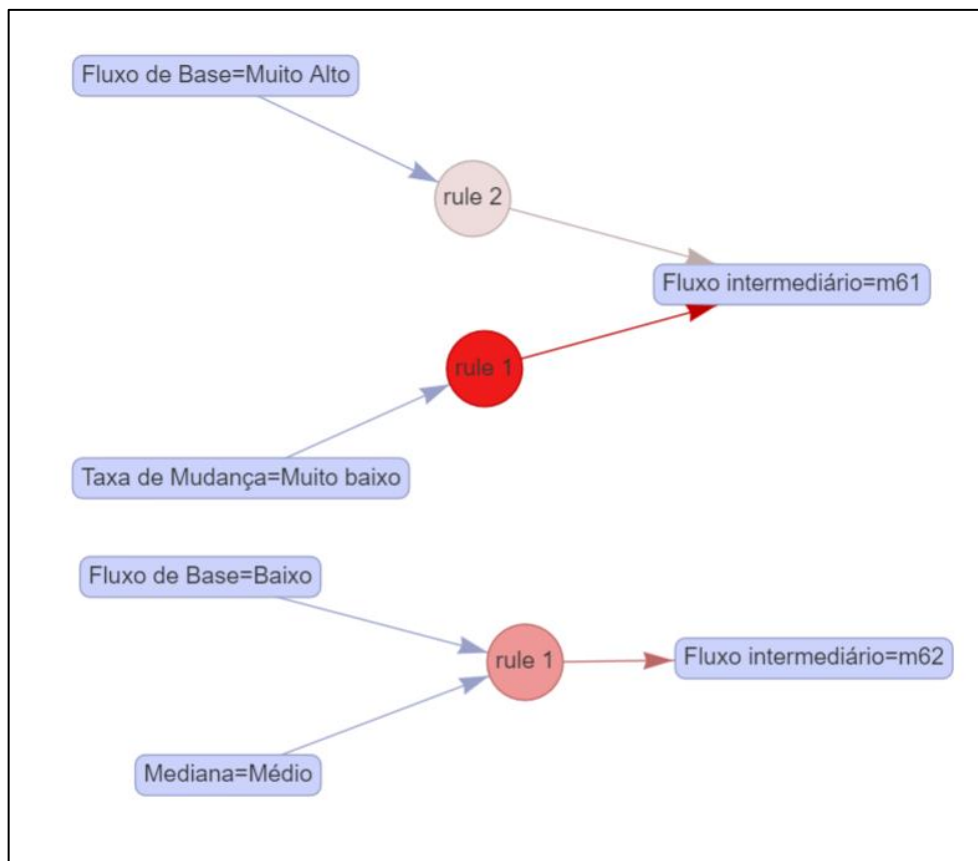 Fluxo de Base=Muito Alto
rule 2
Fluxo intermediário=m61
rule 1
Taxa de Mudança=Muito baixo
Fluxo de Base=Baixo
rule 1
Fluxo intermediário=m62
Mediana=Médio